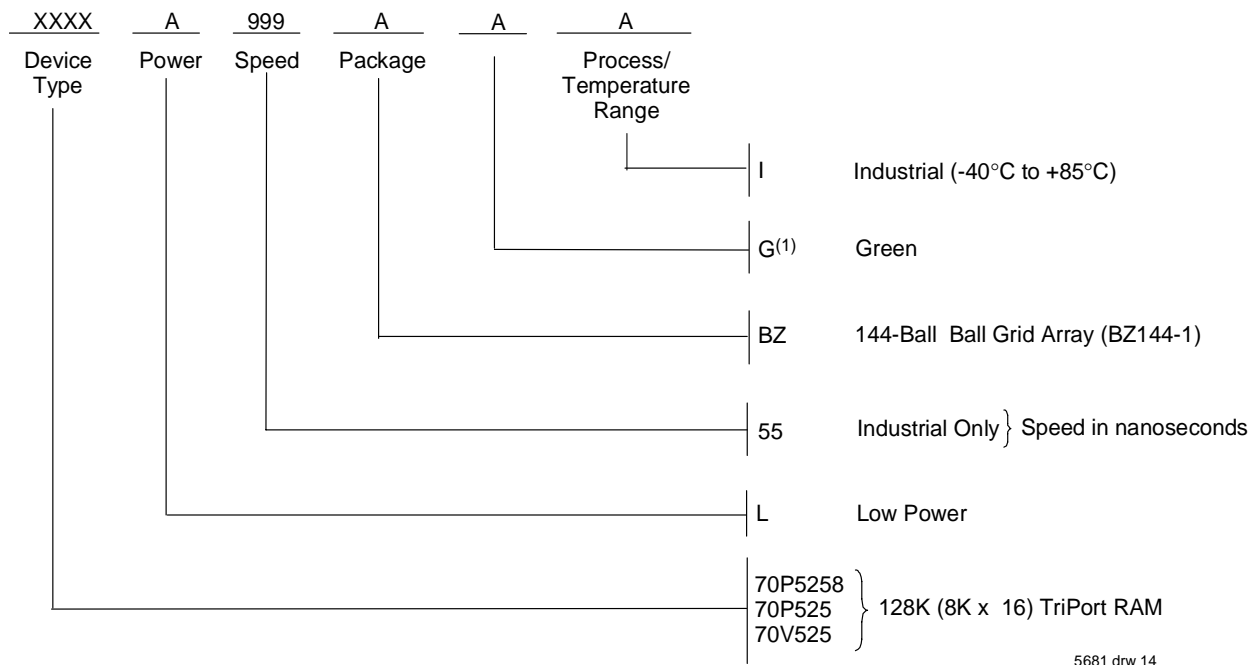 XXXX A 999 A A A
Device Type Power Speed Package Process/ Temperature Range
I Industrial (-40°C to +85°C)
G(1) Green
BZ 144-Ball Ball Grid Array (BZ144-1)
55 Industrial Only } Speed in nanoseconds
L Low Power
70P5258
70P525
70V525
128K (8K x 16) TriPort RAM
5681 drw 14